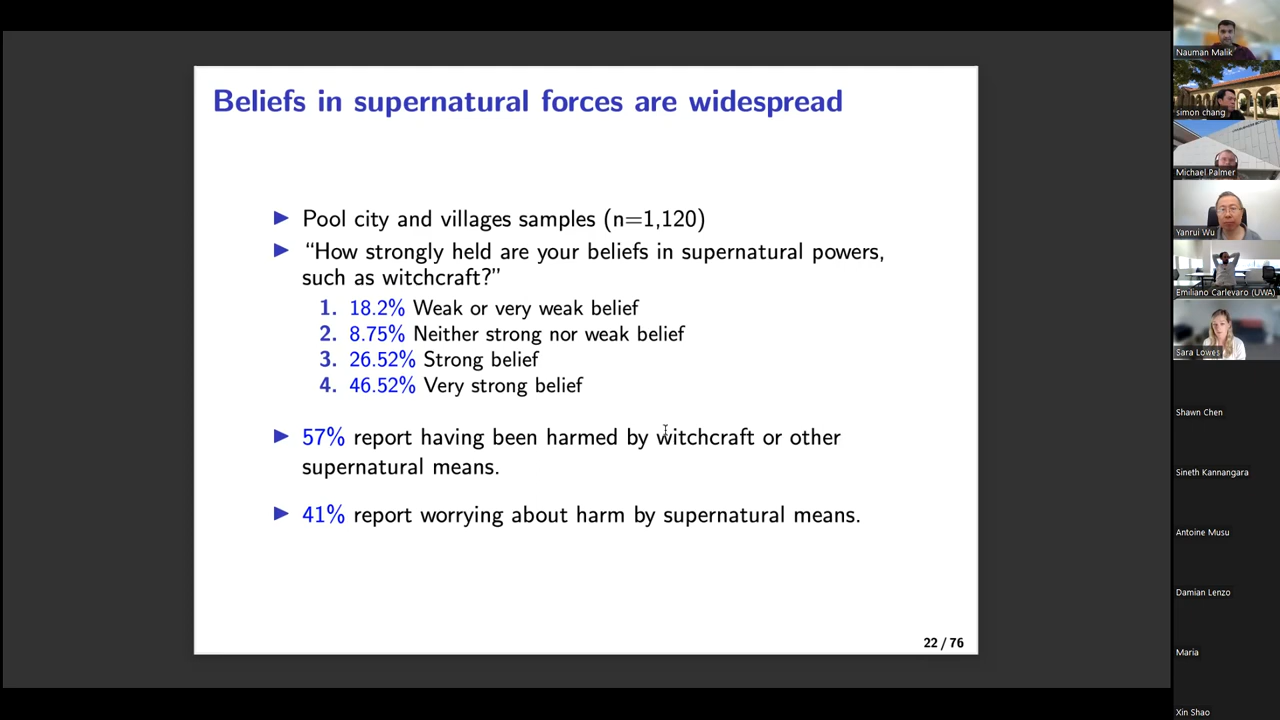 Beliefs in supernatural forces are widespread
▶ Pool city and villages samples (n=1,120)
▶ “How strongly held are your beliefs in supernatural powers,
such as witchcraft?”
1. 18.2% Weak or very weak belief
2. 8.75% Neither strong nor weak belief
3. 26.52% Strong belief
4. 46.52% Very strong belief
▶ 57% report having been harmed by witchcraft or other
supernatural means.
▶ 41% report worrying about harm by supernatural means.
22 / 76
Nauman Malik
simon chang
Michael Palmer
Yanrui Wu
Emiliano Carlevaro (UWA)
Sara Lowes
Shawn Chen
Sineth Kannangara
Antoine Musu
Damian Lenzo
Maria
Xin Shao